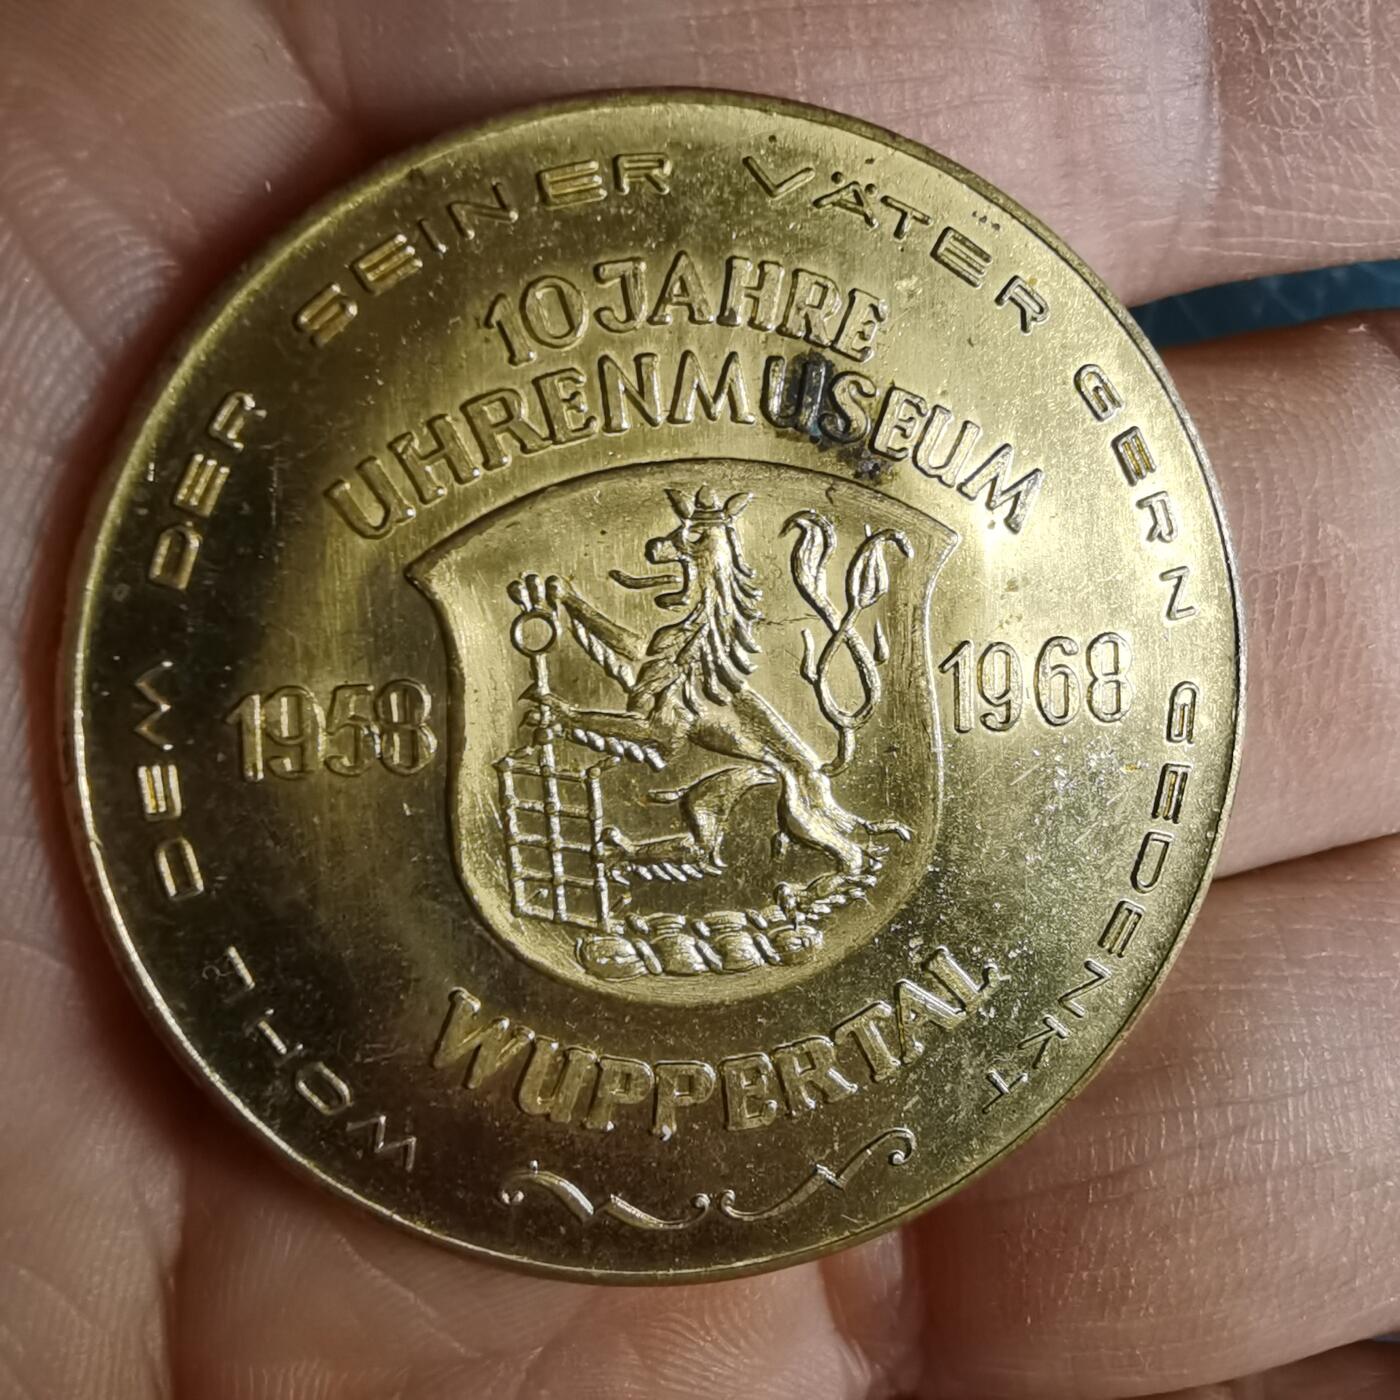 WOHL DEM DER SEINER VÄTER GERN GEDENKT
10 JAHRE
UHRENMUSEUM
1958 1968
WUPPERTAL